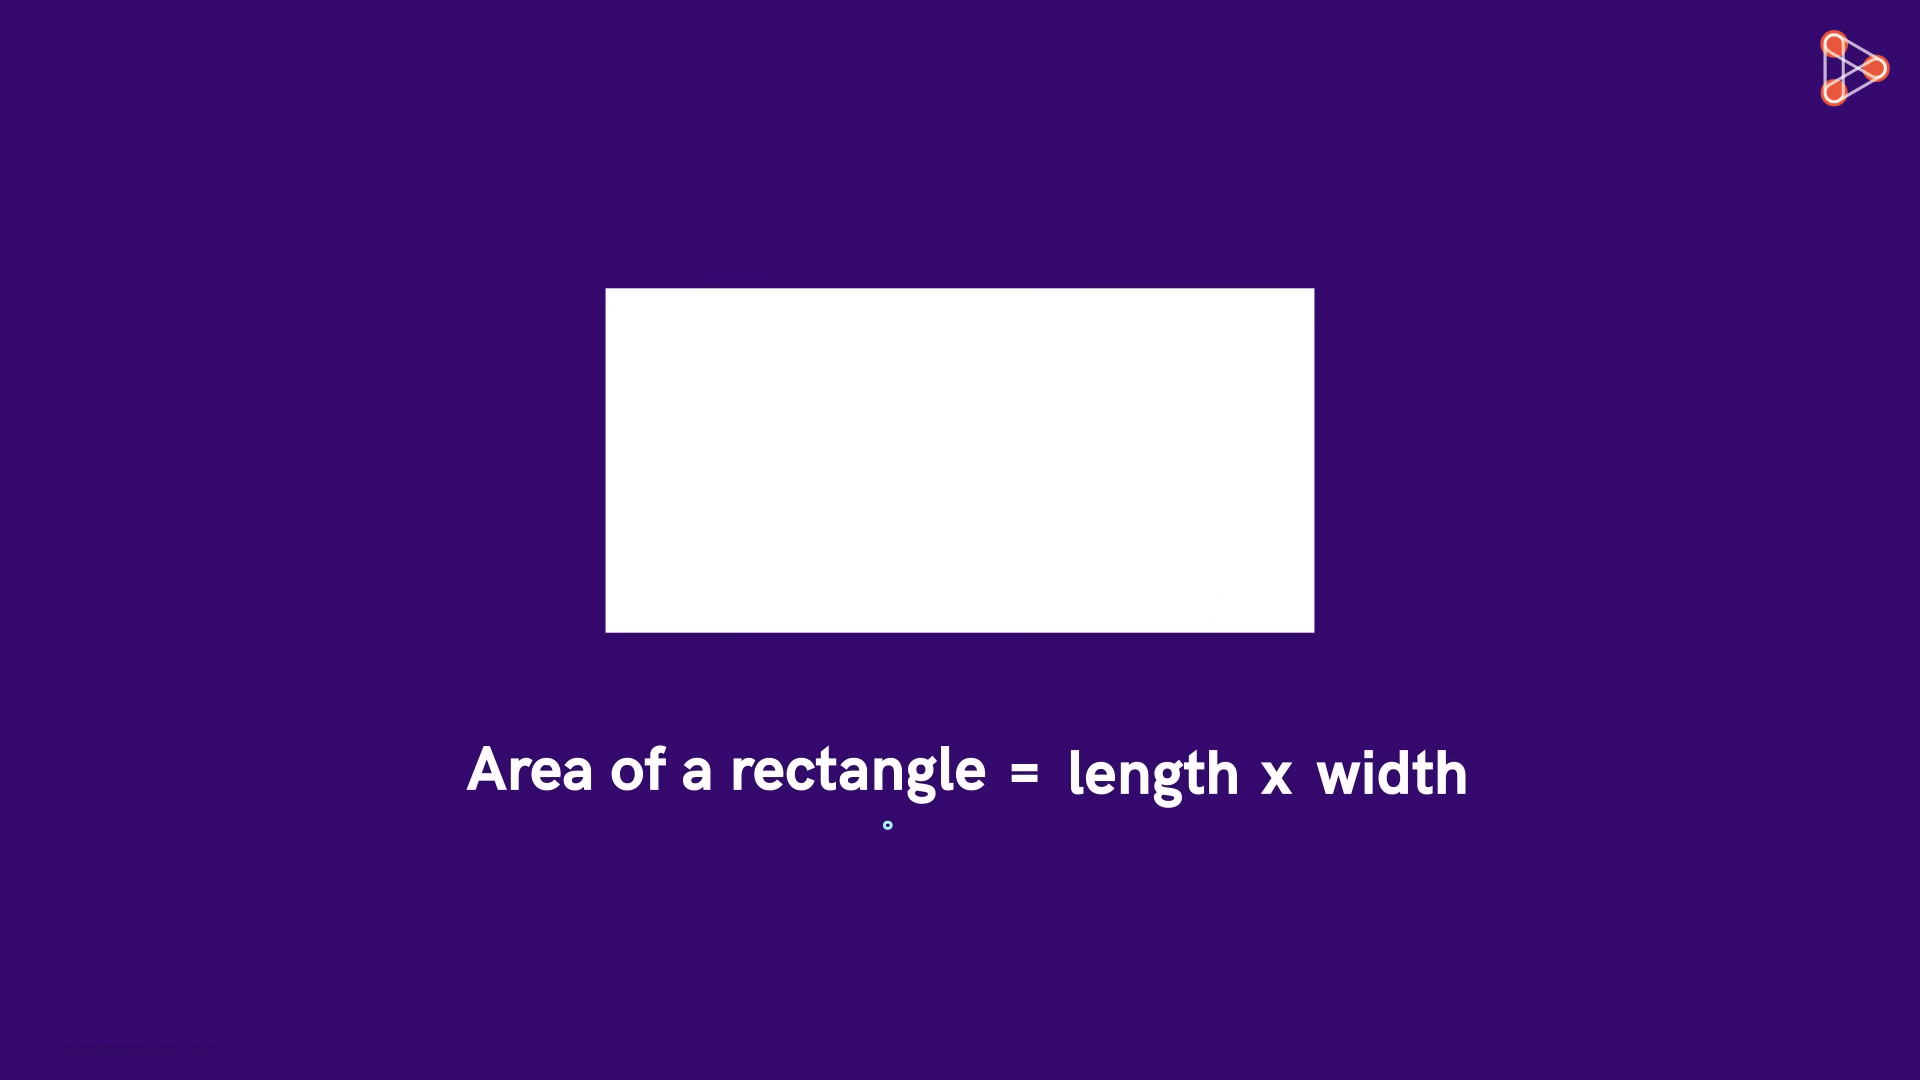 Area of a rectangle = length x width